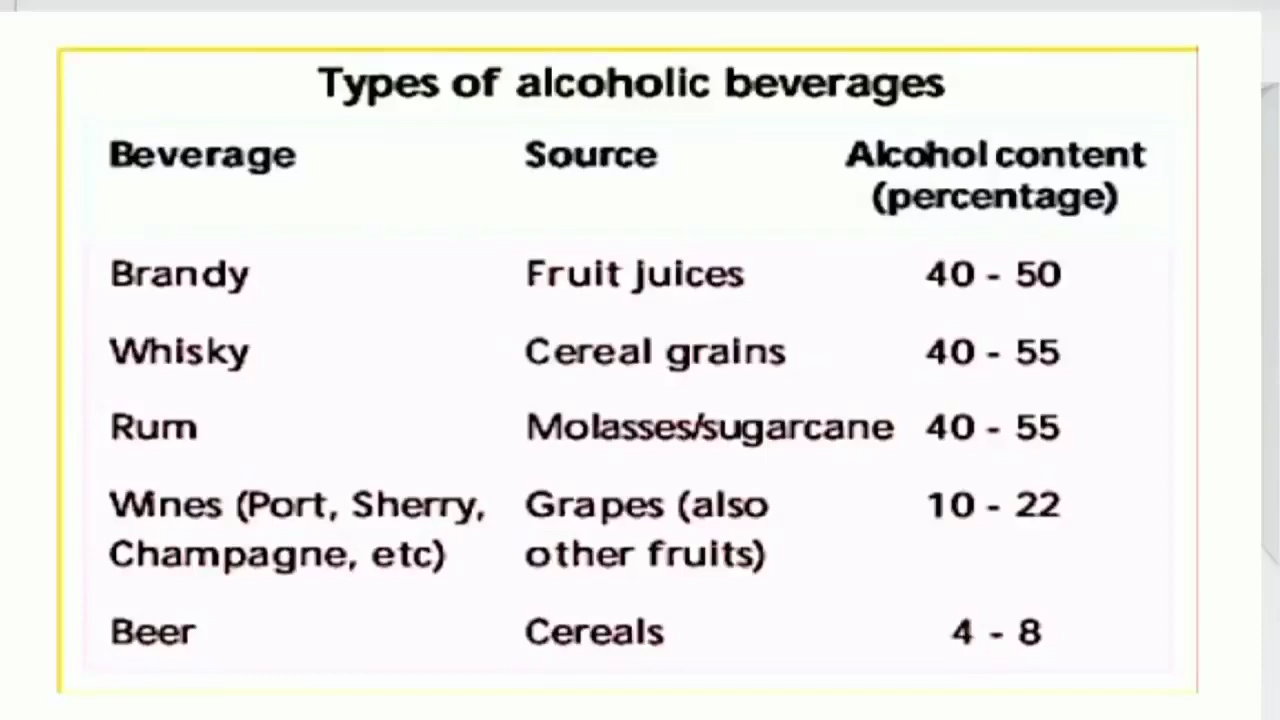 Types of alcoholic beverages
Beverage Source Alcohol content
(percentage)
Brandy Fruit juices 40 - 50
Whisky Cereal grains 40 - 55
Rum Molasses/sugarcane 40 - 55
Wines (Port, Sherry, Grapes (also 10 - 22
Champagne, etc) other fruits)
Beer Cereals 4 - 8